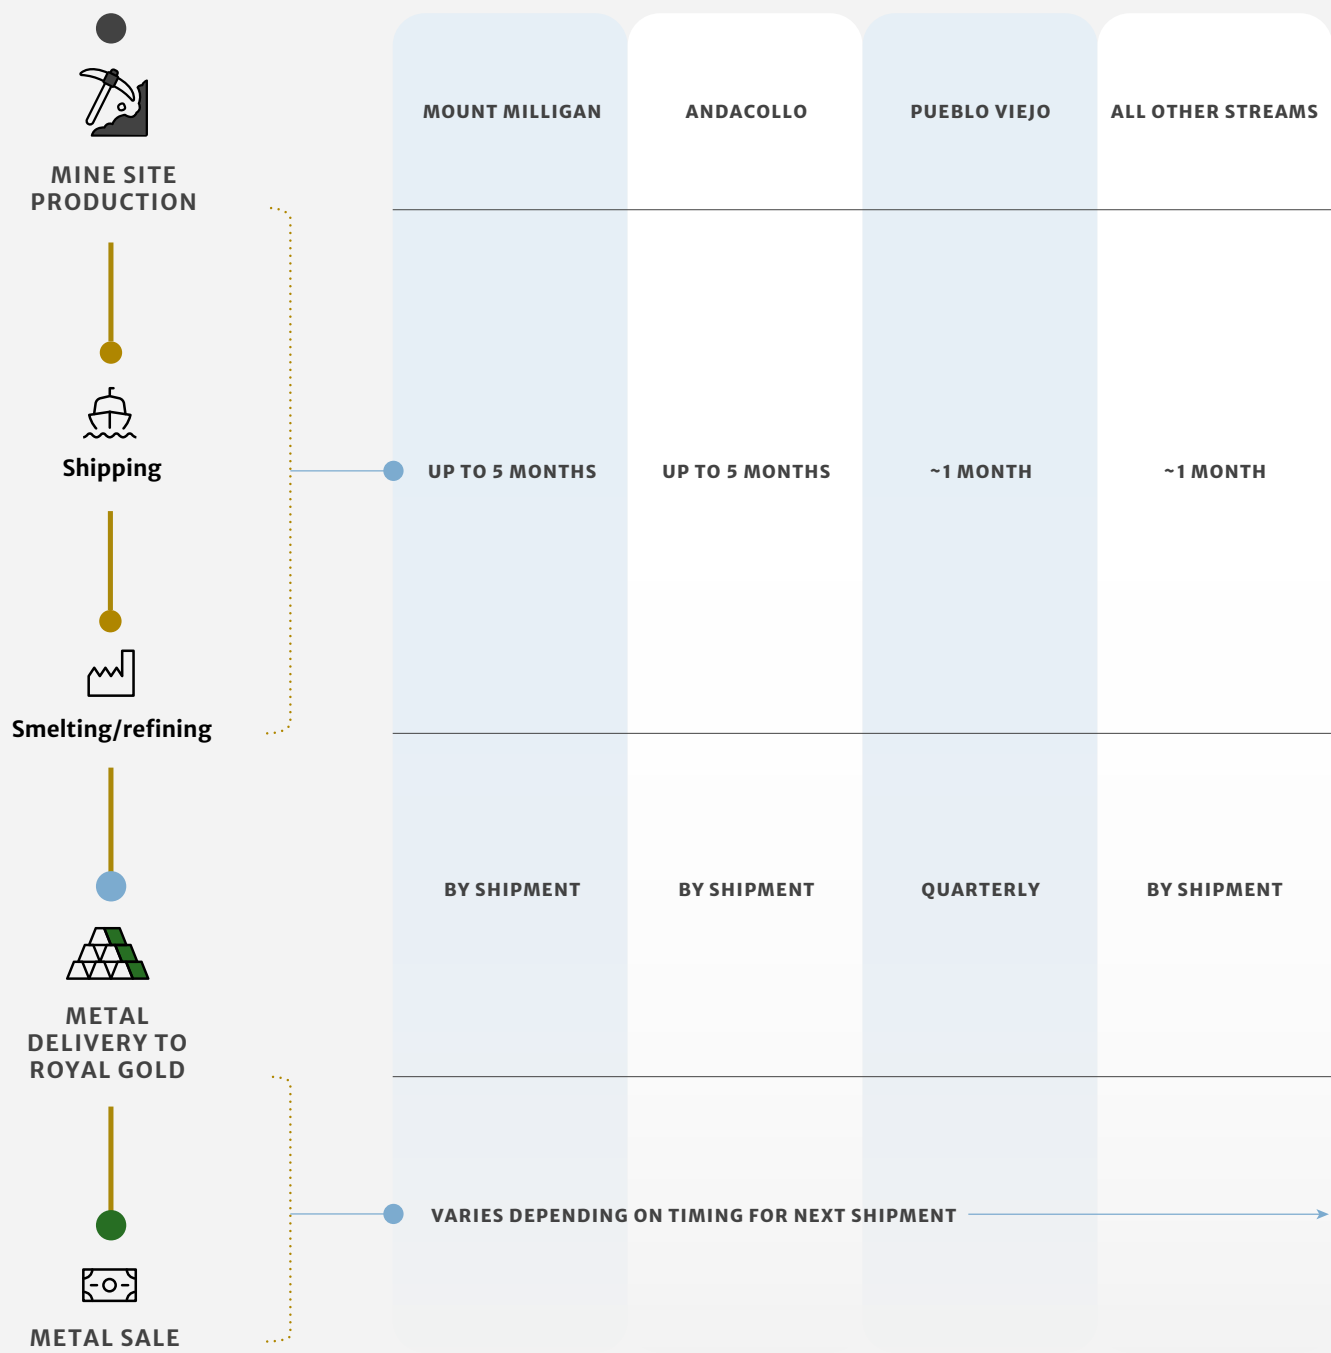 MOUNT MILLIGAN
ANDACOLLO
PUEBLO VIEJO
ALL OTHER STREAMS
MINE SITE
PRODUCTION
Shipping
UP TO 5 MONTHS
UP TO 5 MONTHS
~1 MONTH
~1 MONTH
Smelting/refining
BY SHIPMENT
BY SHIPMENT
QUARTERLY
BY SHIPMENT
METAL
DELIVERY TO
ROYAL GOLD
VARIES DEPENDING ON TIMING FOR NEXT SHIPMENT
METAL SALE